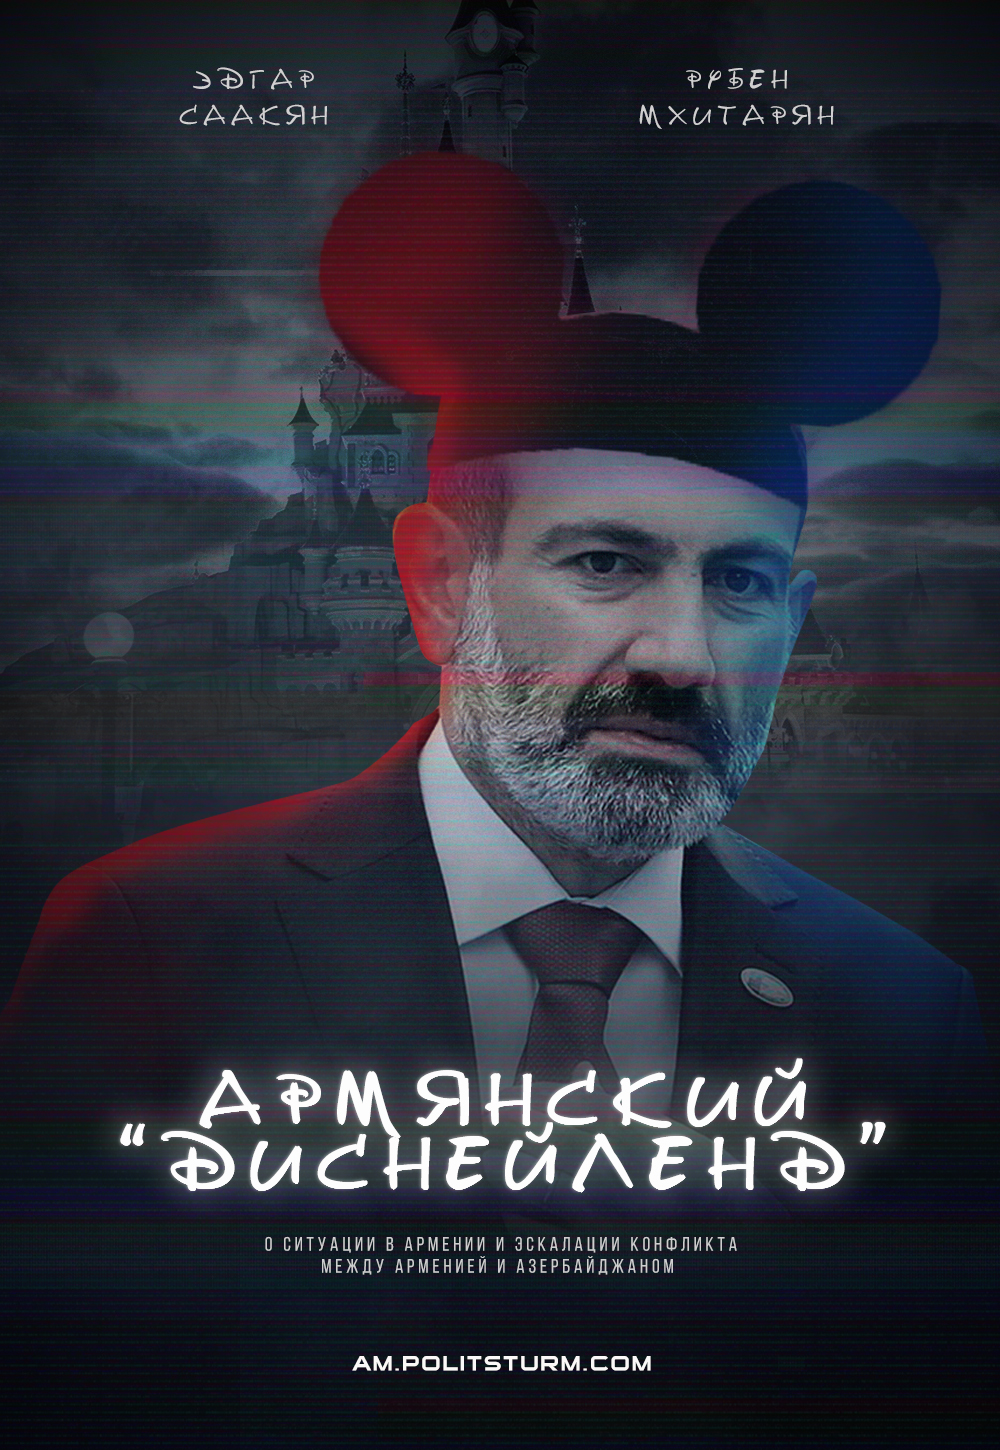 ЭДГАР
СААКЯН
РУБЕН
МХИТАРЯН
АРМЯНСКИЙ
“ДИСНЕЙЛЕНД”
О СИТУАЦИИ В АРМЕНИИ И ЭСКАЛАЦИИ КОНФЛИКТА
МЕЖДУ АРМЕНИЕЙ И АЗЕРБАЙДЖАНОМ
AM.POLITSTURM.COM